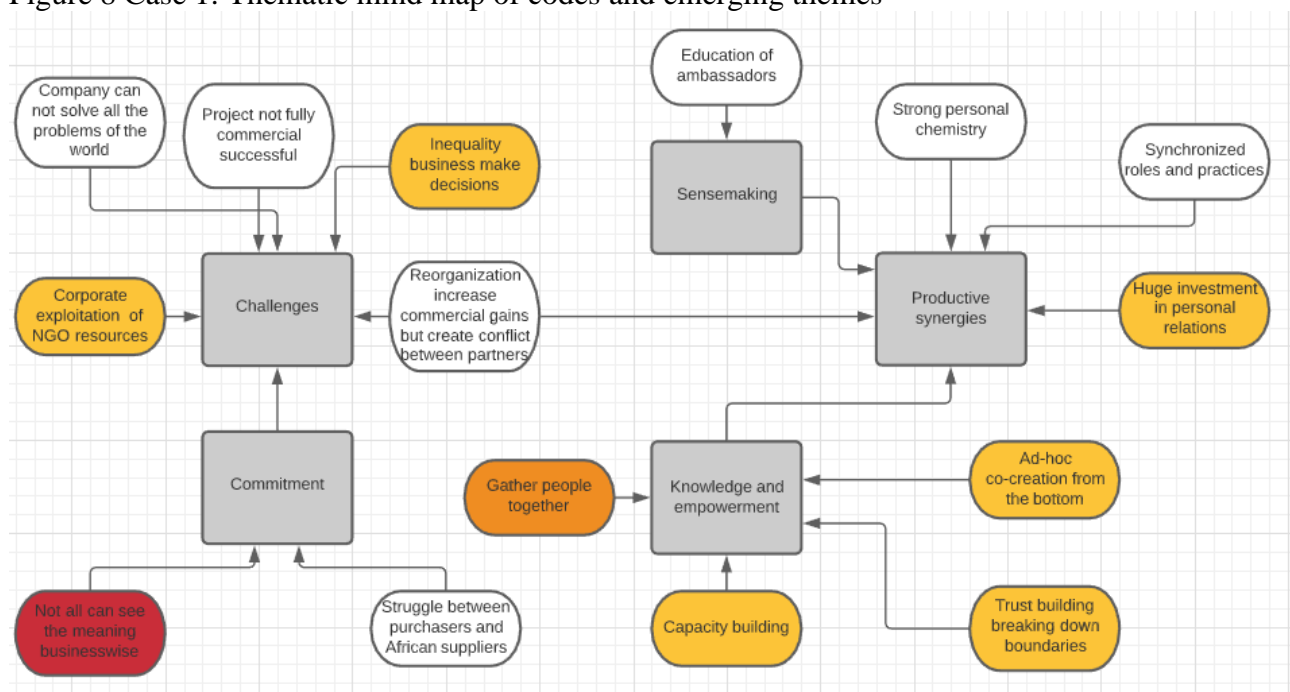 Figure 8 Case 1: Thematic mind map of codes and emerging themes
Company can
not solve all the
problems of the
world
Project not fully
commercial
successful
Inequality
business make
decisions
Education of
ambassadors
Strong personal
chemistry
Synchronized
roles and practices
Sensemaking
Corporate
exploitation of
NGO resources
Challenges
Reorganization
increase
commercial gains
but create conflict
between partners
Productive
synergies
Huge investment
in personal
relations
Commitment
Gather people
together
Knowledge and
empowerment
Ad-hoc
co-creation from
the bottom
Not all can see
the meaning
businesswise
Struggle between
purchasers and
African suppliers
Capacity building
Trust building
breaking down
boundaries